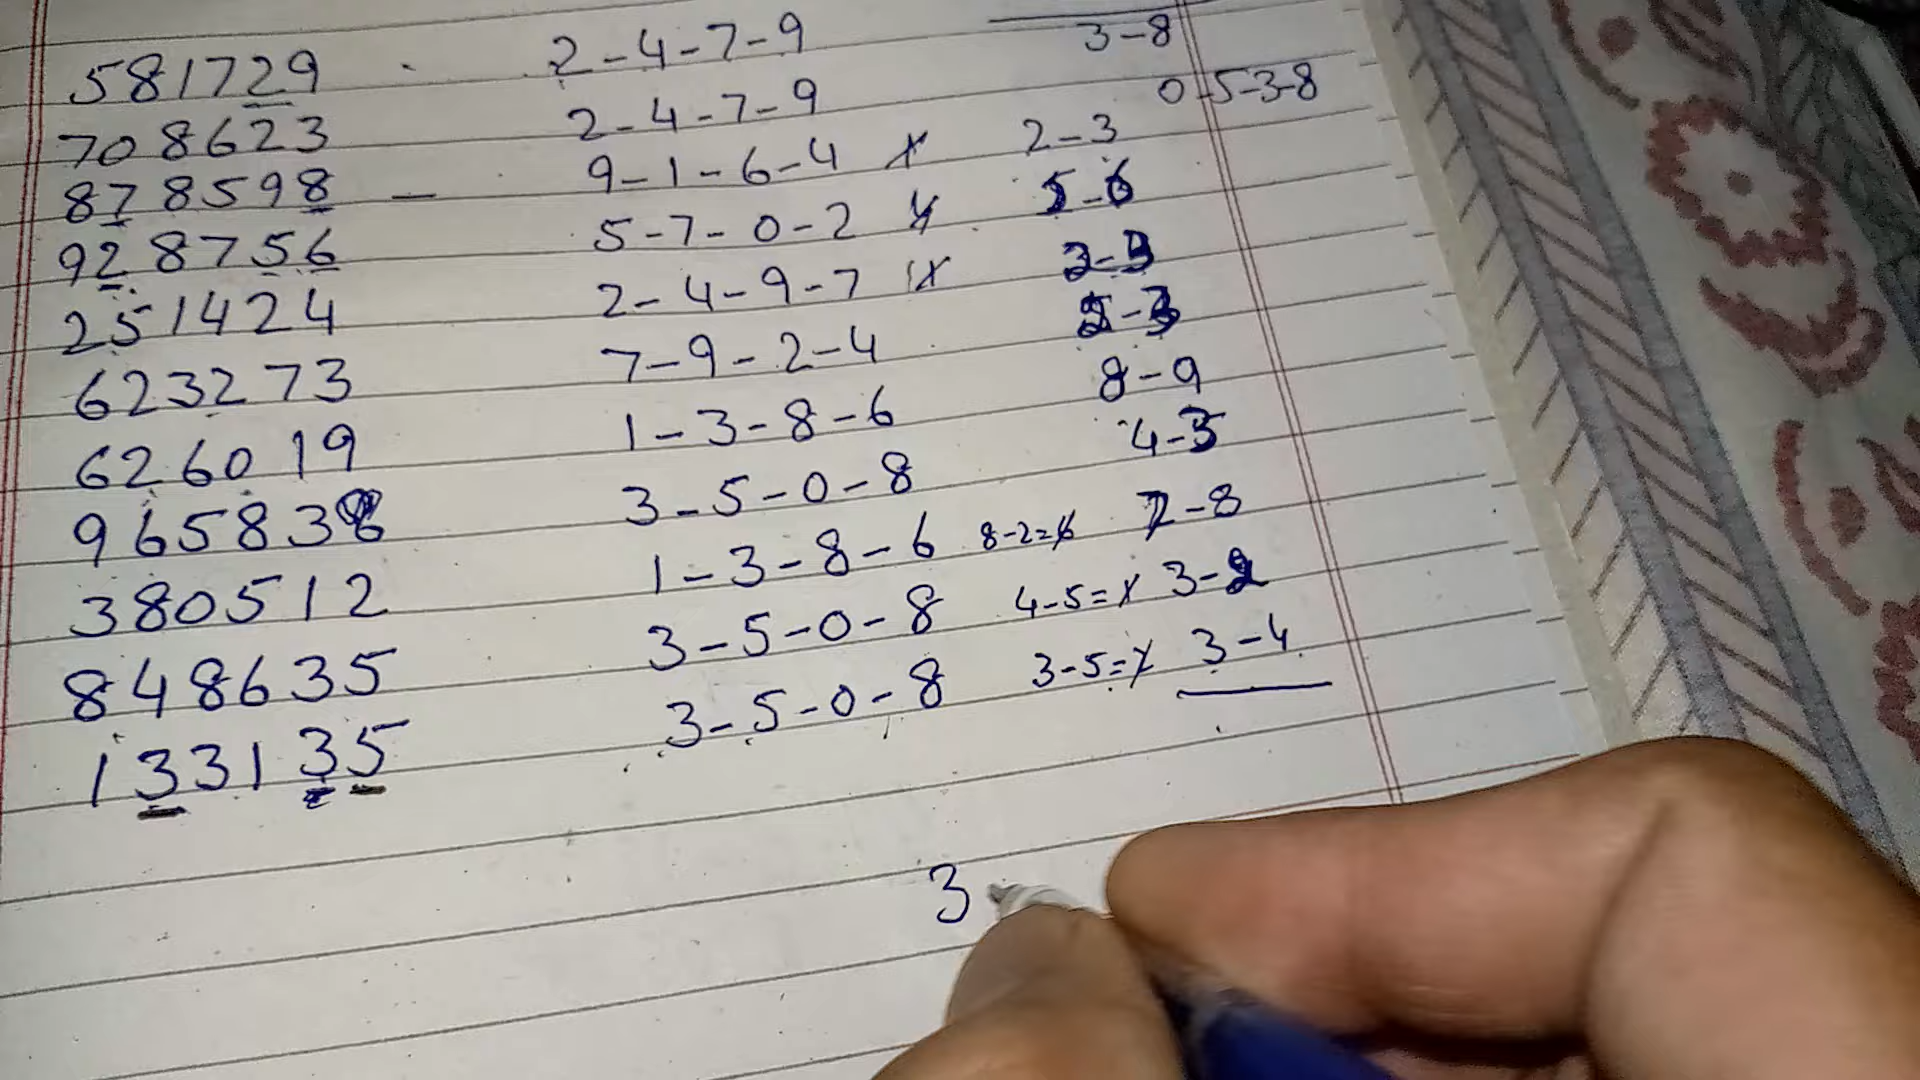 581729 2-4-7-9 3-8
708623 2-4-7-9 0-5-3-8
878598 - 9-1-6-4 x 2-3
928756 5-7-0-2 x 5-6
251424 2-4-9-7 x 2-3
623273 7-9-2-4
626019 1-3-8-6 8-9
965838 3-5-0-8 4-3
380512 1-3-8-6 8-2=x 7-8
848635 3-5-0-8 4-5=x 3-2
133135 3-5-0-8 3-5=x 3-4
3